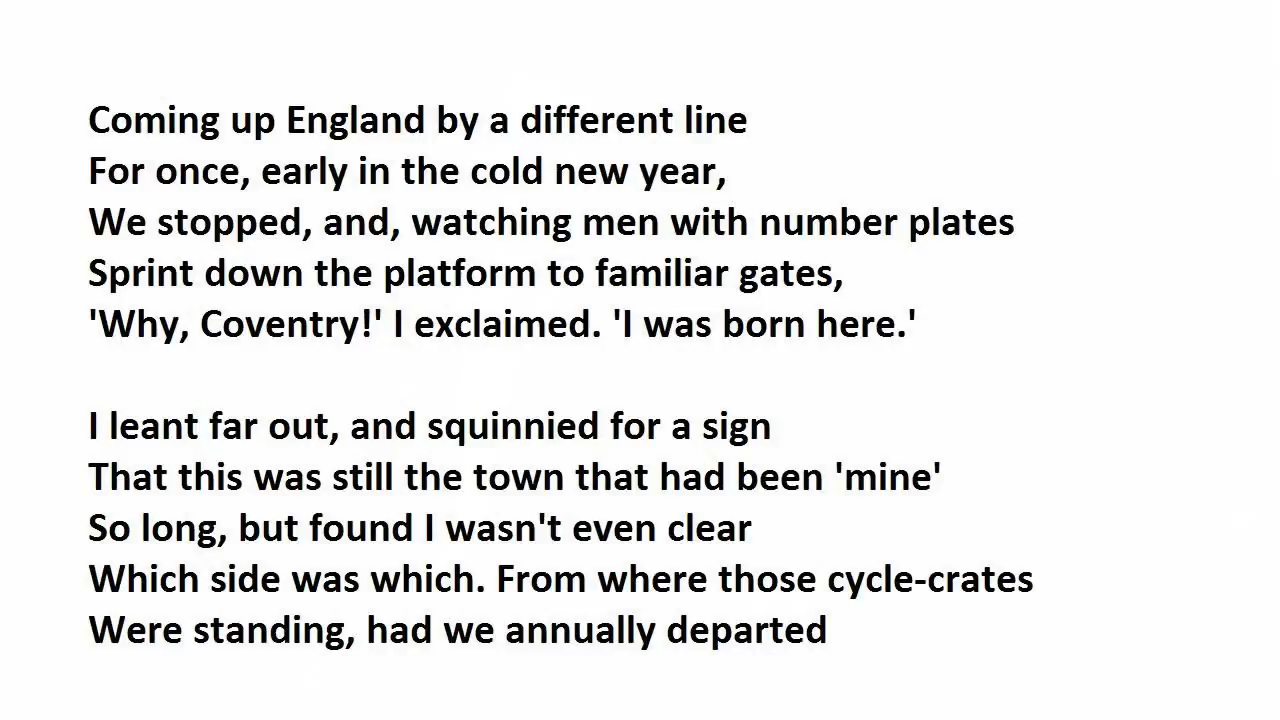 Coming up England by a different line
For once, early in the cold new year,
We stopped, and, watching men with number plates
Sprint down the platform to familiar gates,
'Why, Coventry!' I exclaimed. 'I was born here.'
I leant far out, and squinnied for a sign
That this was still the town that had been 'mine'
So long, but found I wasn't even clear
Which side was which. From where those cycle-crates
Were standing, had we annually departed